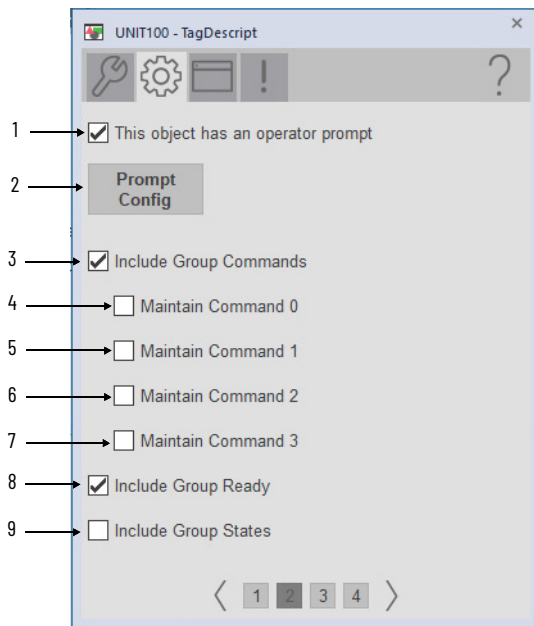 UNIT100 - TagDescript
×
!
?
1
This object has an operator prompt
2
Prompt
Config
3
Include Group Commands
4
Maintain Command 0
5
Maintain Command 1
6
Maintain Command 2
7
Maintain Command 3
8
Include Group Ready
9
Include Group States
1 2 3 4